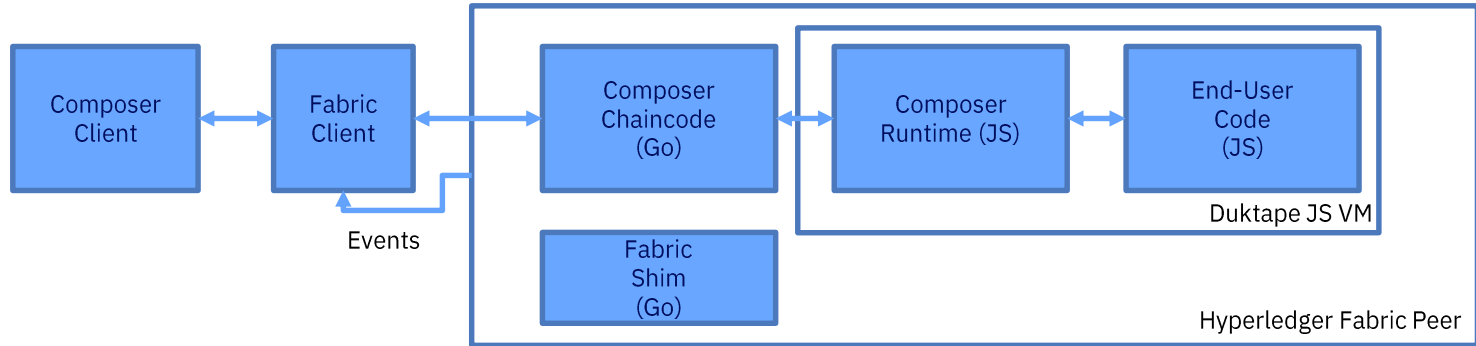 Composer
Client
Fabric
Client
Composer
Chaincode
(Go)
Composer
Runtime (JS)
End-User
Code
(JS)
Duktape JS VM
Events
Fabric
Shim
(Go)
Hyperledger Fabric Peer